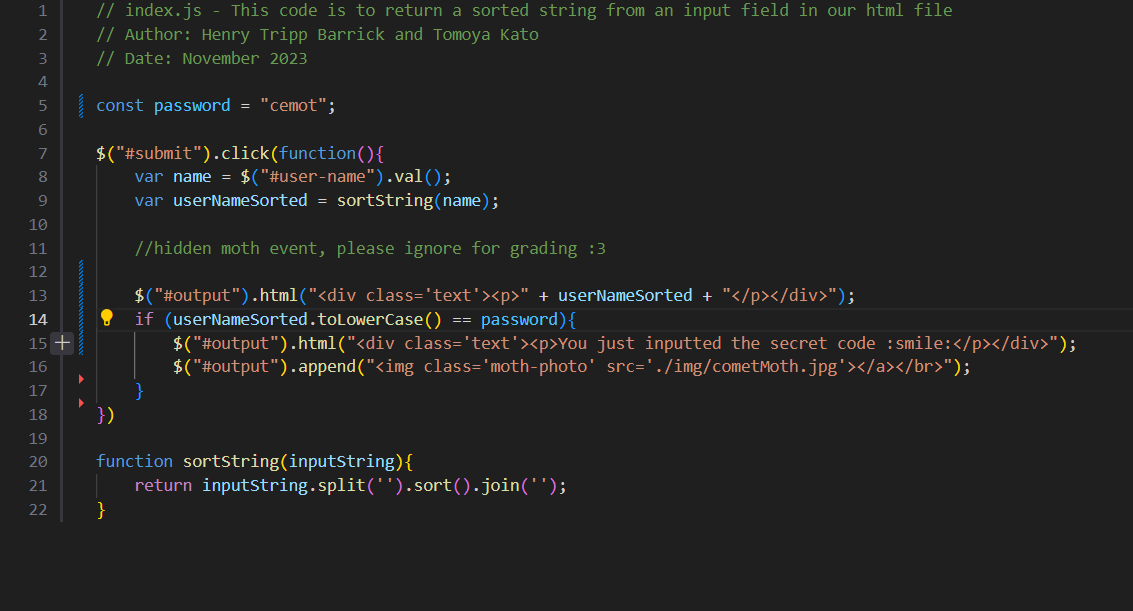 1 // index.js - This code is to return a sorted string from an input field in our html file
2 // Author: Henry Tripp Barrick and Tomoya Kato
3 // Date: November 2023
4
5 const password = "cemot";
6
7 $("#submit").click(function(){
8 var name = $("#user-name").val();
9 var userNameSorted = sortString(name);
10
11 //hidden moth event, please ignore for grading :3
12
13 $("#output").html("<div class='text'><p>" + userNameSorted + "</p></div>");
14 if (userNameSorted.toLowerCase() == password){
15 $("#output").html("<div class='text'><p>You just inputted the secret code :smile:</p></div>");
16 $("#output").append("<img class='moth-photo' src='./img/cometMoth.jpg'></a></br>");
17 }
18 })
19
20 function sortString(inputString){
21 return inputString.split('').sort().join('');
22 }